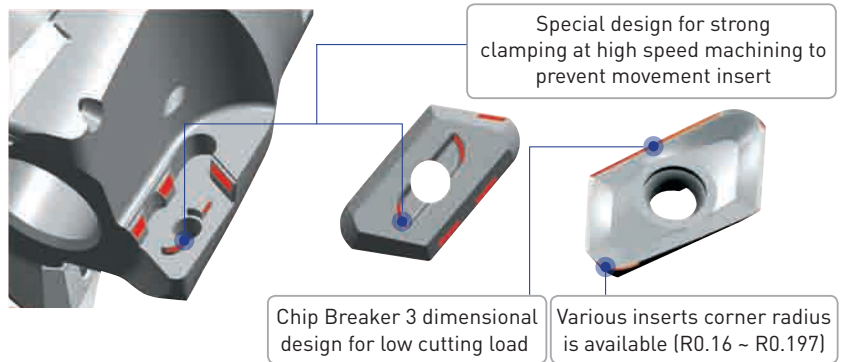 Special design for strong
clamping at high speed machining to
prevent movement insert
Chip Breaker 3 dimensional
design for low cutting load
Various inserts corner radius
is available (R0.16 ~ R0.197)